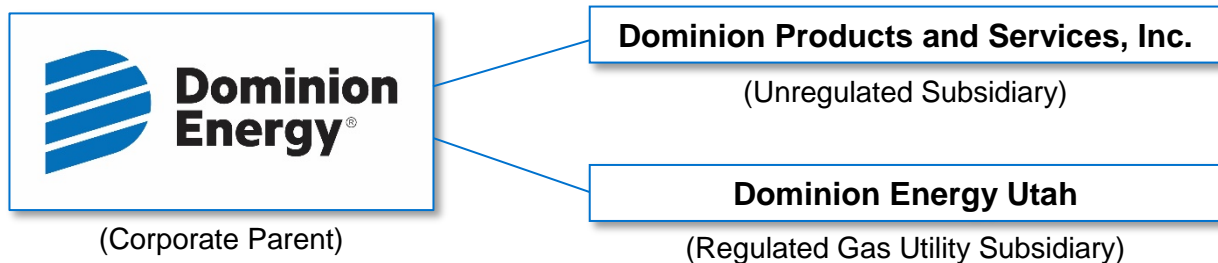 Dominion
Energy®
(Corporate Parent)
Dominion Products and Services, Inc.
(Unregulated Subsidiary)
Dominion Energy Utah
(Regulated Gas Utility Subsidiary)